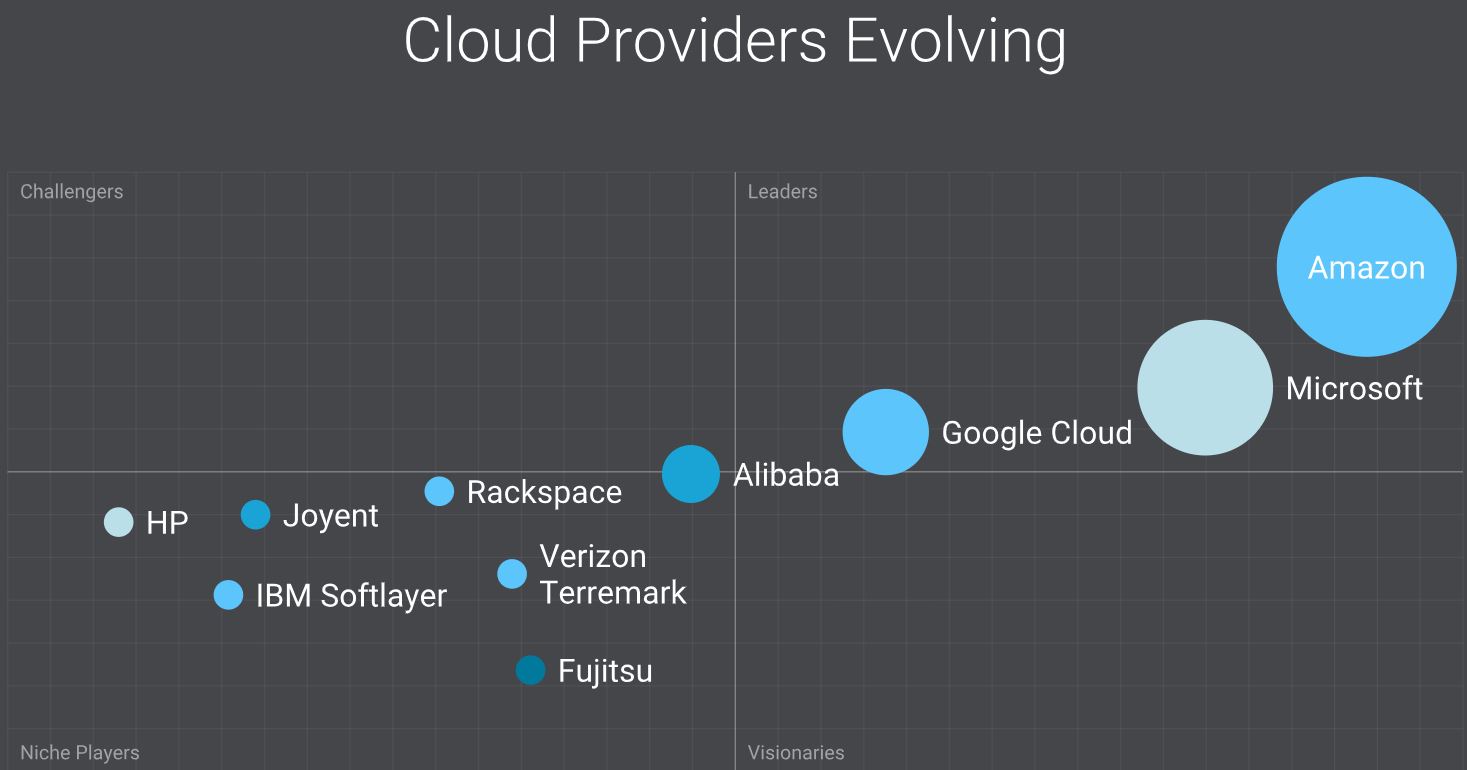 Cloud Providers Evolving
Challengers
Leaders
Amazon
Microsoft
Google Cloud
Alibaba
Rackspace
HP
Joyent
Verizon
Terremark
IBM Softlayer
Fujitsu
Niche Players
Visionaries